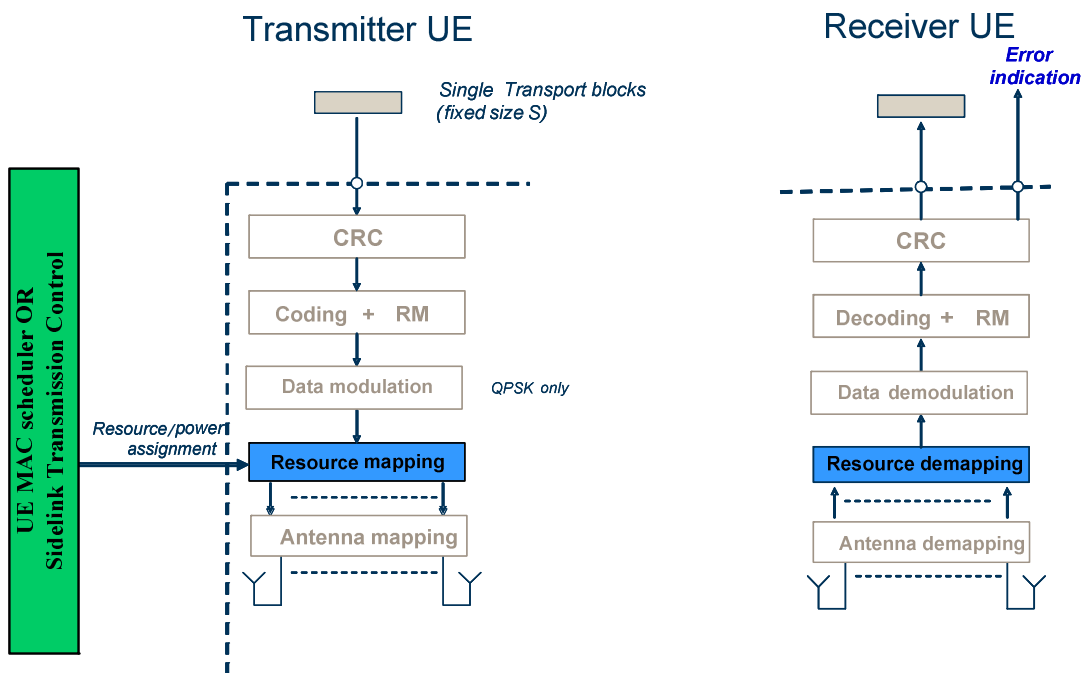 Transmitter UE
Receiver UE
Error
indication
Single Transport blocks
(fixed size S)
UE MAC scheduler OR
Sidelink Transmission Control
CRC
Coding + RM
Data modulation
QPSK only
Resource/power
assignment
Resource mapping
Antenna mapping
CRC
Decoding + RM
Data demodulation
Resource demapping
Antenna demapping